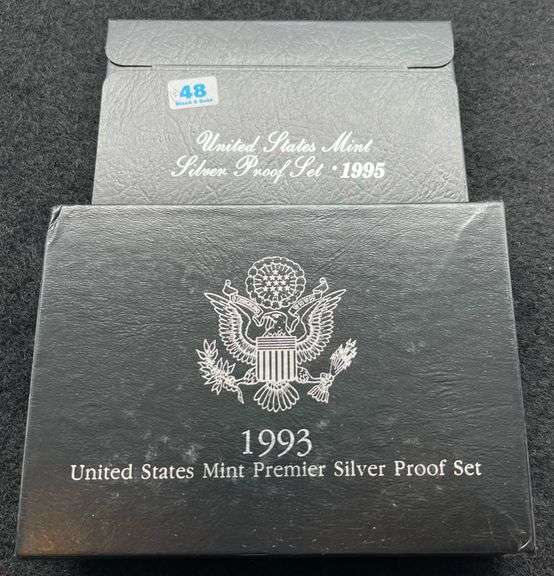 48
United States Mint
Silver Proof Set · 1995
1993
United States Mint Premier Silver Proof Set